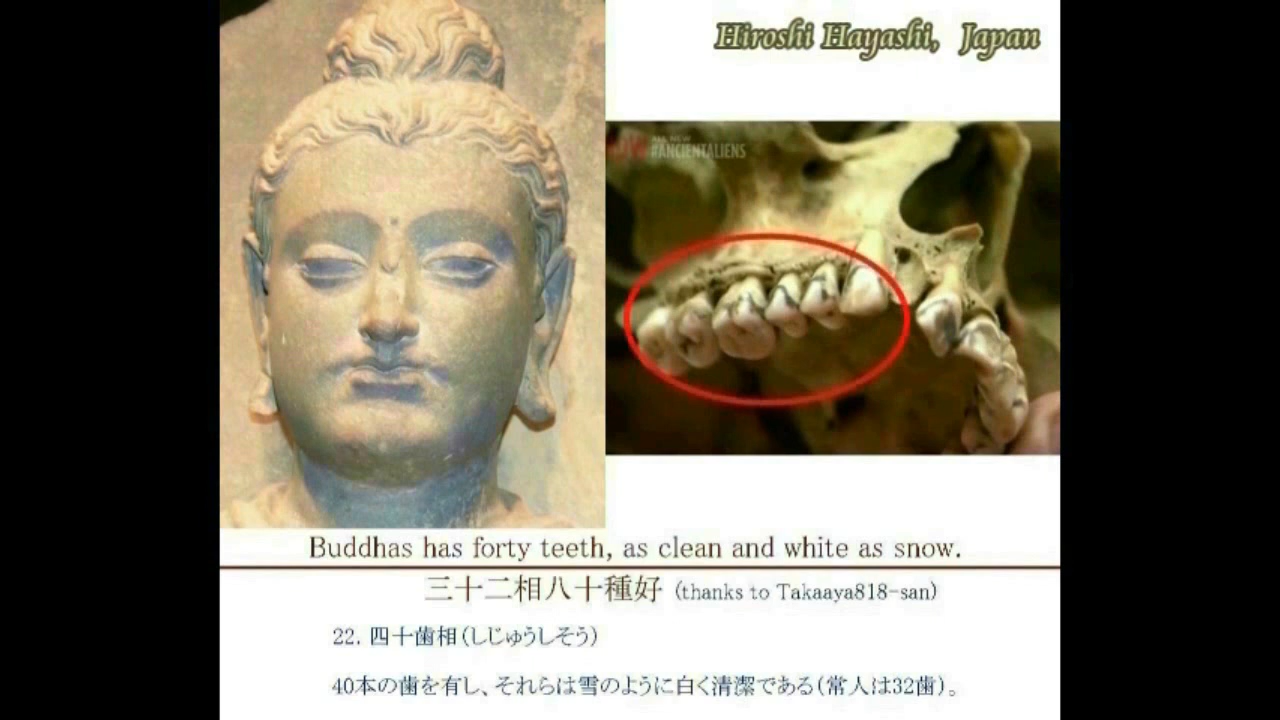 Hiroshi Hayashi, Japan
ALL NEW
#ANCIENTALIENS
Buddhas has forty teeth, as clean and white as snow.
三十二相八十種好 (thanks to Takaaya818-san)
22. 四十歯相(しじゅうしそう)
40本の歯を有し、それらは雪のように白く清潔である(常人は32歯)。